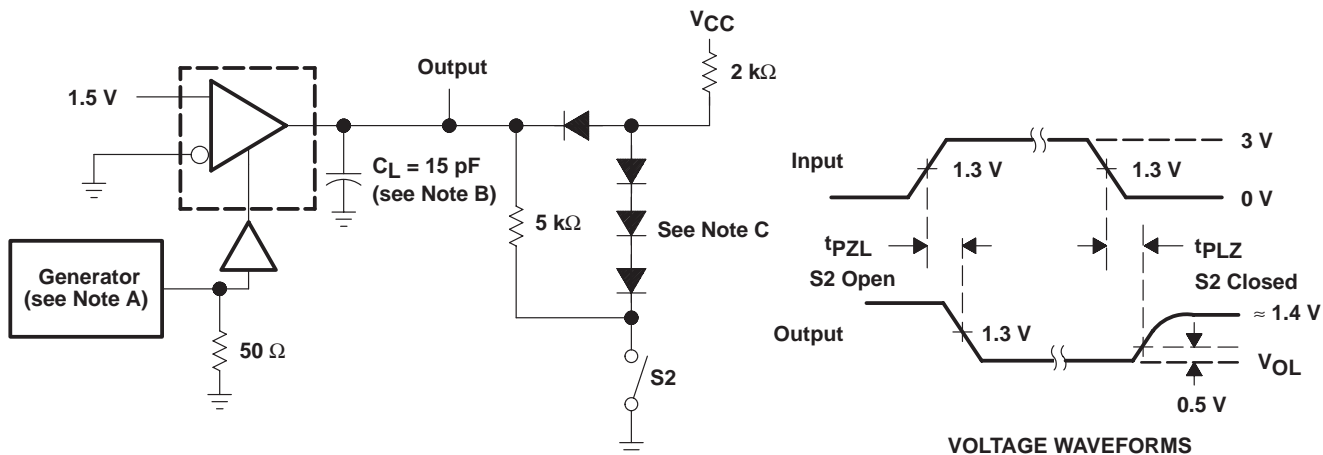 VCC
2 kΩ
Output
1.5 V
CL = 15 pF
(see Note B)
5 kΩ
See Note C
Generator
(see Note A)
50 Ω
S2
Input
3 V
1.3 V
1.3 V
0 V
tPZL
tPLZ
S2 Open
S2 Closed
≈ 1.4 V
Output
1.3 V
VOL
0.5 V
VOLTAGE WAVEFORMS